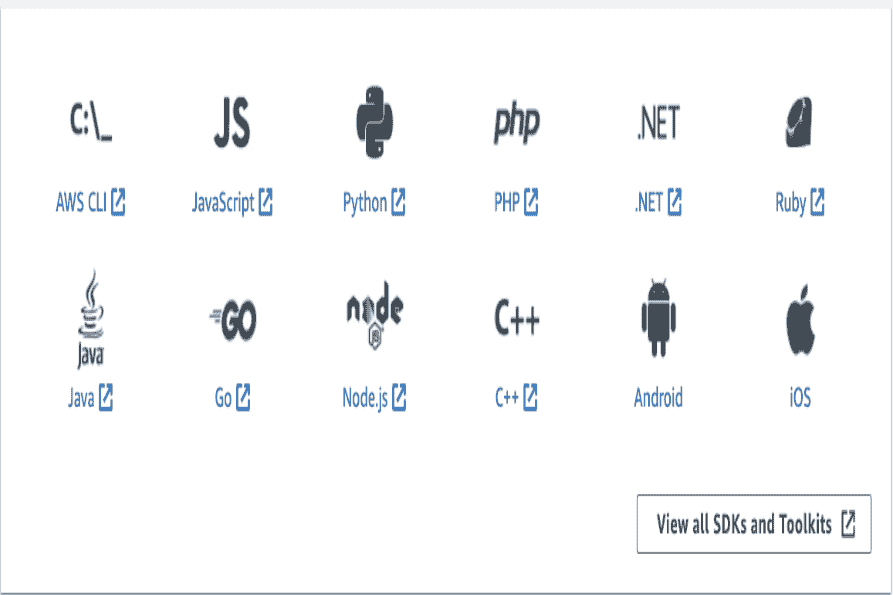 C:\_ JS php .NET
AWS CLI JavaScript Python PHP .NET Ruby
Java GO node JS C++
Java Go Node.js C++ Android iOS
View all SDKs and Toolkits